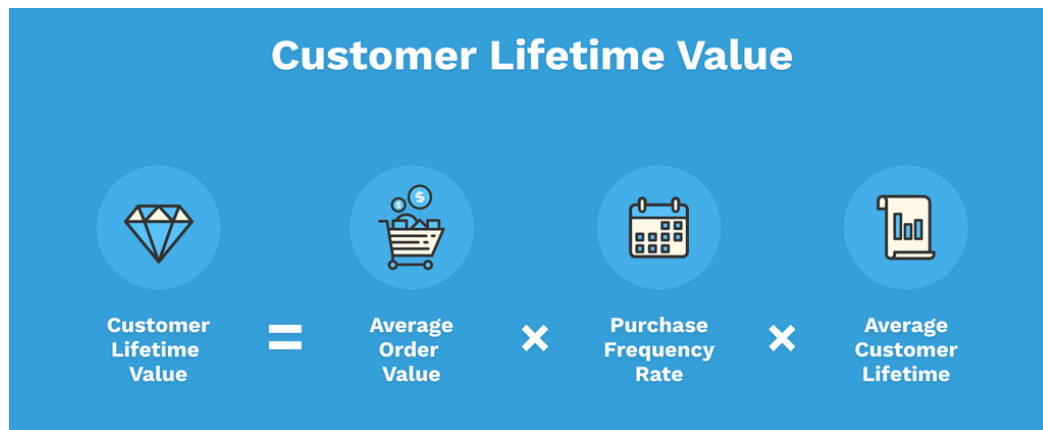 Customer Lifetime Value
$
$
Customer
Lifetime
Value
=
Average
Order
Value
×
Purchase
Frequency
Rate
×
Average
Customer
Lifetime